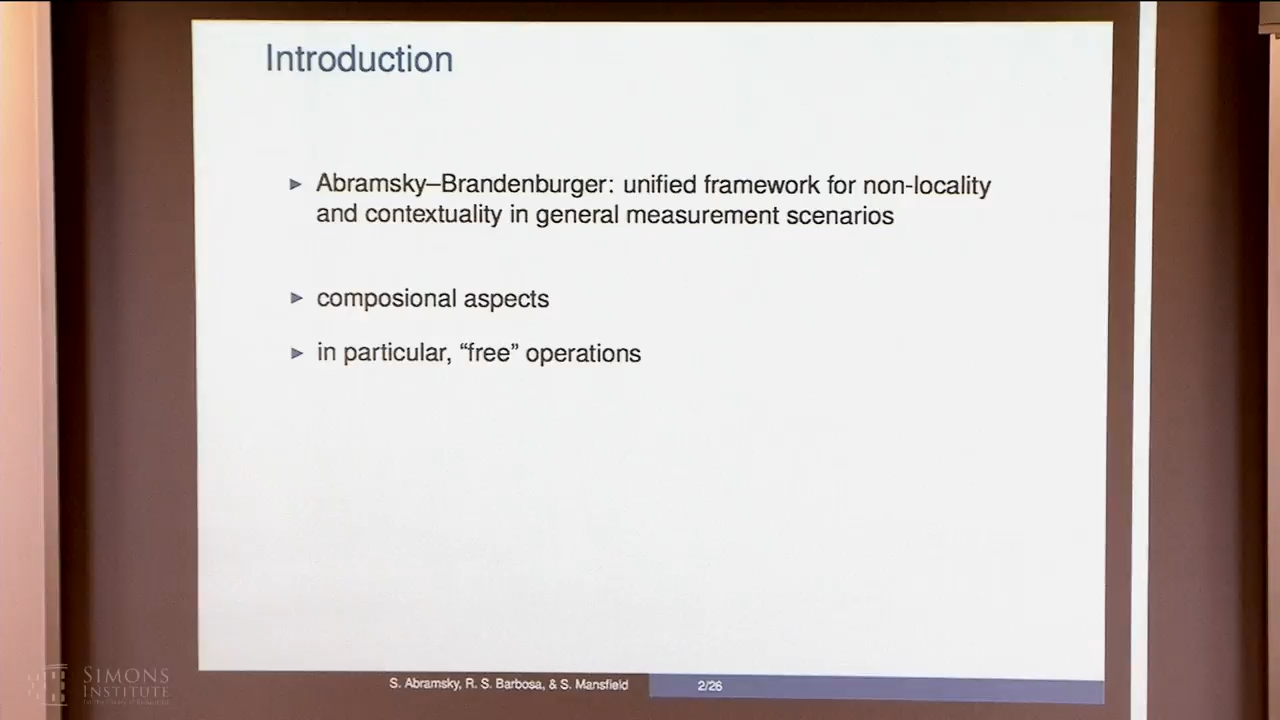 Introduction
Abramsky–Brandenburger: unified framework for non-locality
and contextuality in general measurement scenarios
composional aspects
in particular, “free” operations
S. Abramsky, R. S. Barbosa, & S. Mansfield
2/26
SIMONS
INSTITUTE